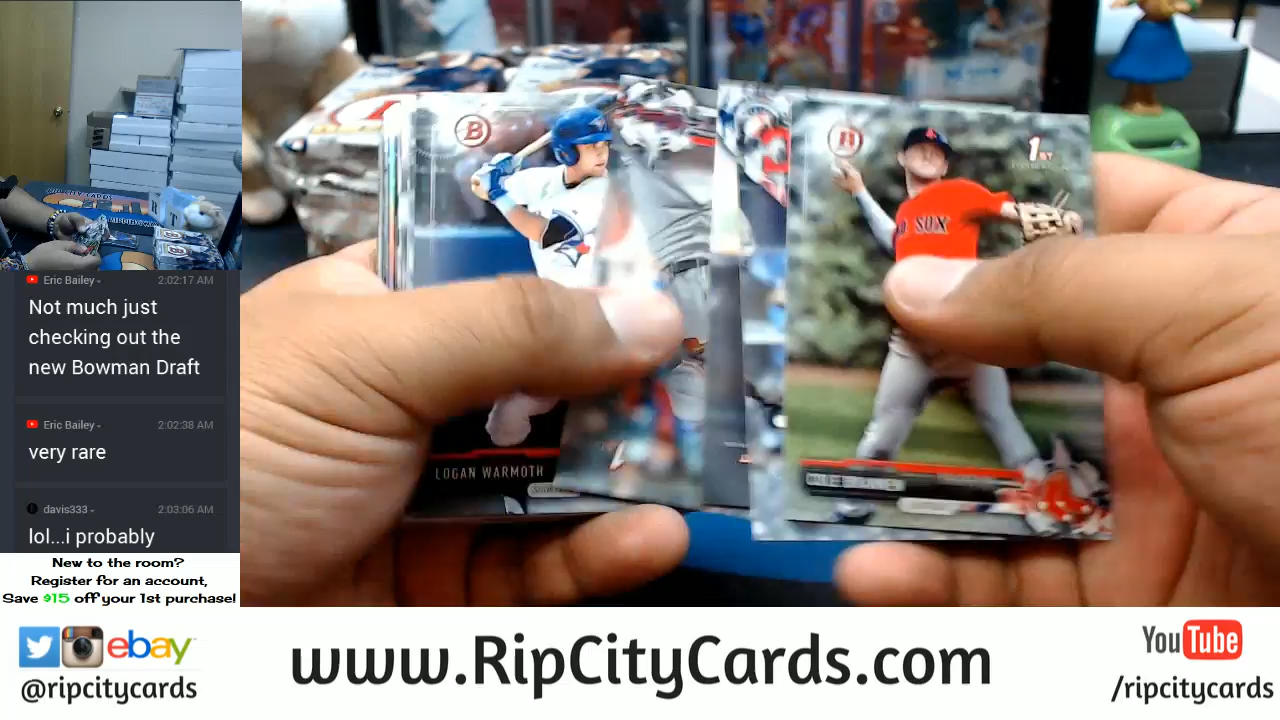 Eric Bailey
2:02:17 AM
Not much just
checking out the
new Bowman Draft
Eric Bailey
2:02:38 AM
very rare
davis333
2:03:06 AM
lol...i probably
New to the room?
Register for an account,
Save $15 off your 1st purchase!
B
LOGAN WARMOTH
B
1ST
SOX
ebay
@ripcitycards
www.RipCityCards.com
YouTube
/ripcitycards